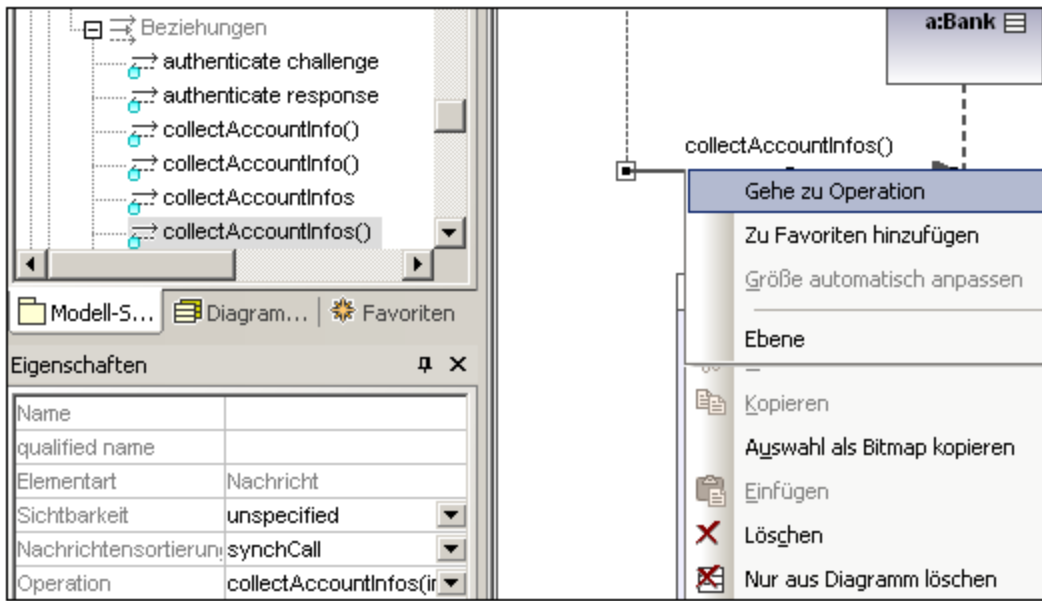 Beziehungen
authenticate challenge
authenticate response
collectAccountInfo()
collectAccountInfo()
collectAccountInfos
collectAccountInfos()
Modell-S...
Diagram...
Favoriten
Eigenschaften
Name
qualified name
Elementart Nachricht
Sichtbarkeit unspecified
Nachrichtensortierun synchCall
Operation collectAccountInfos(in
a:Bank
collectAccountInfos()
Gehe zu Operation
Zu Favoriten hinzufügen
Größe automatisch anpassen
Ebene
Kopieren
Auswahl als Bitmap kopieren
Einfügen
Löschen
Nur aus Diagramm löschen